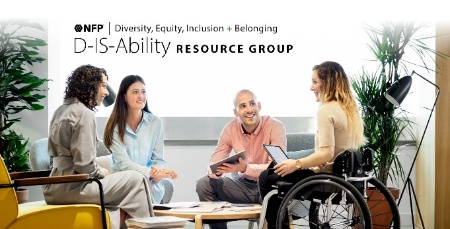 NFP | Diversity, Equity, Inclusion + Belonging
D-IS-Ability RESOURCE GROUP